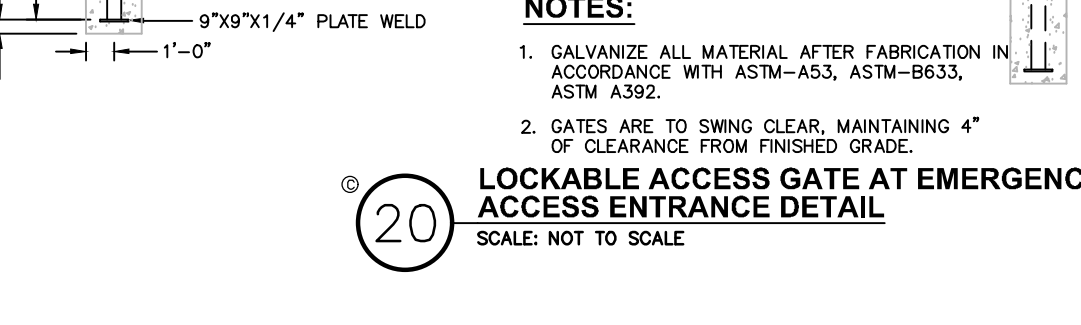 9"X9"X1/4" PLATE WELD
1'-0"
NOTES:
1. GALVANIZE ALL MATERIAL AFTER FABRICATION IN
ACCORDANCE WITH ASTM-A53, ASTM-B633,
ASTM A392.
2. GATES ARE TO SWING CLEAR, MAINTAINING 4"
OF CLEARANCE FROM FINISHED GRADE.
©
20
LOCKABLE ACCESS GATE AT EMERGENC
ACCESS ENTRANCE DETAIL
SCALE: NOT TO SCALE